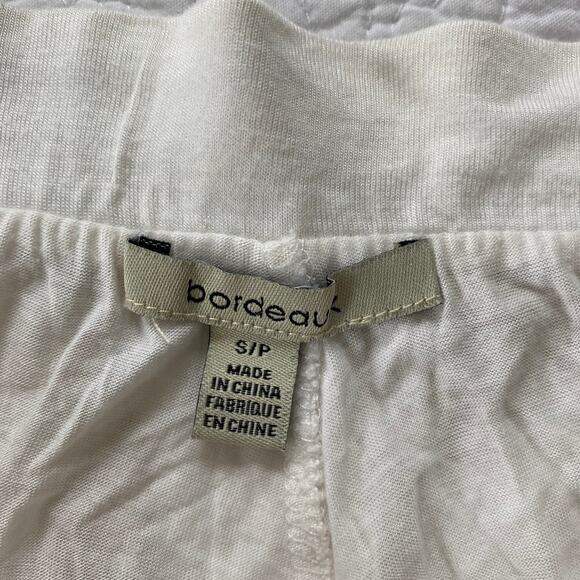 bordeaux
S/P
MADE
IN CHINA
FABRIQUE
EN CHINE